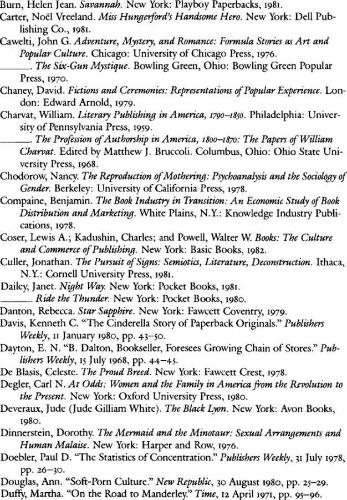 Burn, Helen Jean. Savannah. New York: Playboy Paperbacks, 1981.
Carter, Noël Vreeland. Miss Hungerford's Handsome Hero. New York: Dell Pub-
lishing Co., 1981.
Cawelti, John G. Adventure, Mystery, and Romance: Formula Stories as Art and
Popular Culture. Chicago: University of Chicago Press, 1976.
______. The Six-Gun Mystique. Bowling Green, Ohio: Bowling Green Popular
Press, 1970.
Chaney, David. Fictions and Ceremonies: Representations of Popular Experience. Lon-
don: Edward Arnold, 1979.
Charvat, William. Literary Publishing in America, 1790–1850. Philadelphia: Univer-
sity of Pennsylvania Press, 1959.
______. The Profession of Authorship in America, 1800–1870: The Papers of William
Charvat. Edited by Matthew J. Bruccoli. Columbus, Ohio: Ohio State Uni-
versity Press, 1968.
Chodorow, Nancy. The Reproduction of Mothering: Psychoanalysis and the Sociology of
Gender. Berkeley: University of California Press, 1978.
Compaine, Benjamin. The Book Industry in Transition: An Economic Study of Book
Distribution and Marketing. White Plains, N.Y.: Knowledge Industry Publi-
cations, 1978.
Coser, Lewis A.; Kadushin, Charles; and Powell, Walter W. Books: The Culture
and Commerce of Publishing. New York: Basic Books, 1982.
Culler, Jonathan. The Pursuit of Signs: Semiotics, Literature, Deconstruction. Ithaca,
N.Y.: Cornell University Press, 1981.
Dailey, Janet. Night Way. New York: Pocket Books, 1981.
______. Ride the Thunder. New York: Pocket Books, 1980.
Danton, Rebecca. Star Sapphire. New York: Fawcett Coventry, 1979.
Davis, Kenneth C. "The Cinderella Story of Paperback Originals." Publishers
Weekly, 11 January 1980, pp. 43–50.
Dayton, E. N. "B. Dalton, Bookseller, Foresees Growing Chain of Stores." Pub-
lishers Weekly, 15 July 1968, pp. 44–45.
De Blasis, Celeste. The Proud Breed. New York: Fawcett Crest, 1978.
Degler, Carl N. At Odds: Women and the Family in America from the Revolution to
the Present. New York: Oxford University Press, 1980.
Deveraux, Jude (Jude Gilliam White). The Black Lyon. New York: Avon Books,
1980.
Dinnerstein, Dorothy. The Mermaid and the Minotaur: Sexual Arrangements and
Human Malaise. New York: Harper and Row, 1976.
Doebler, Paul D. "The Statistics of Concentration." Publishers Weekly, 31 July 1978,
pp. 26–30.
Douglas, Ann. "Soft-Porn Culture." New Republic, 30 August 1980, pp. 25–29.
Duffy, Martha. "On the Road to Manderley." Time, 12 April 1971, pp. 95–96.